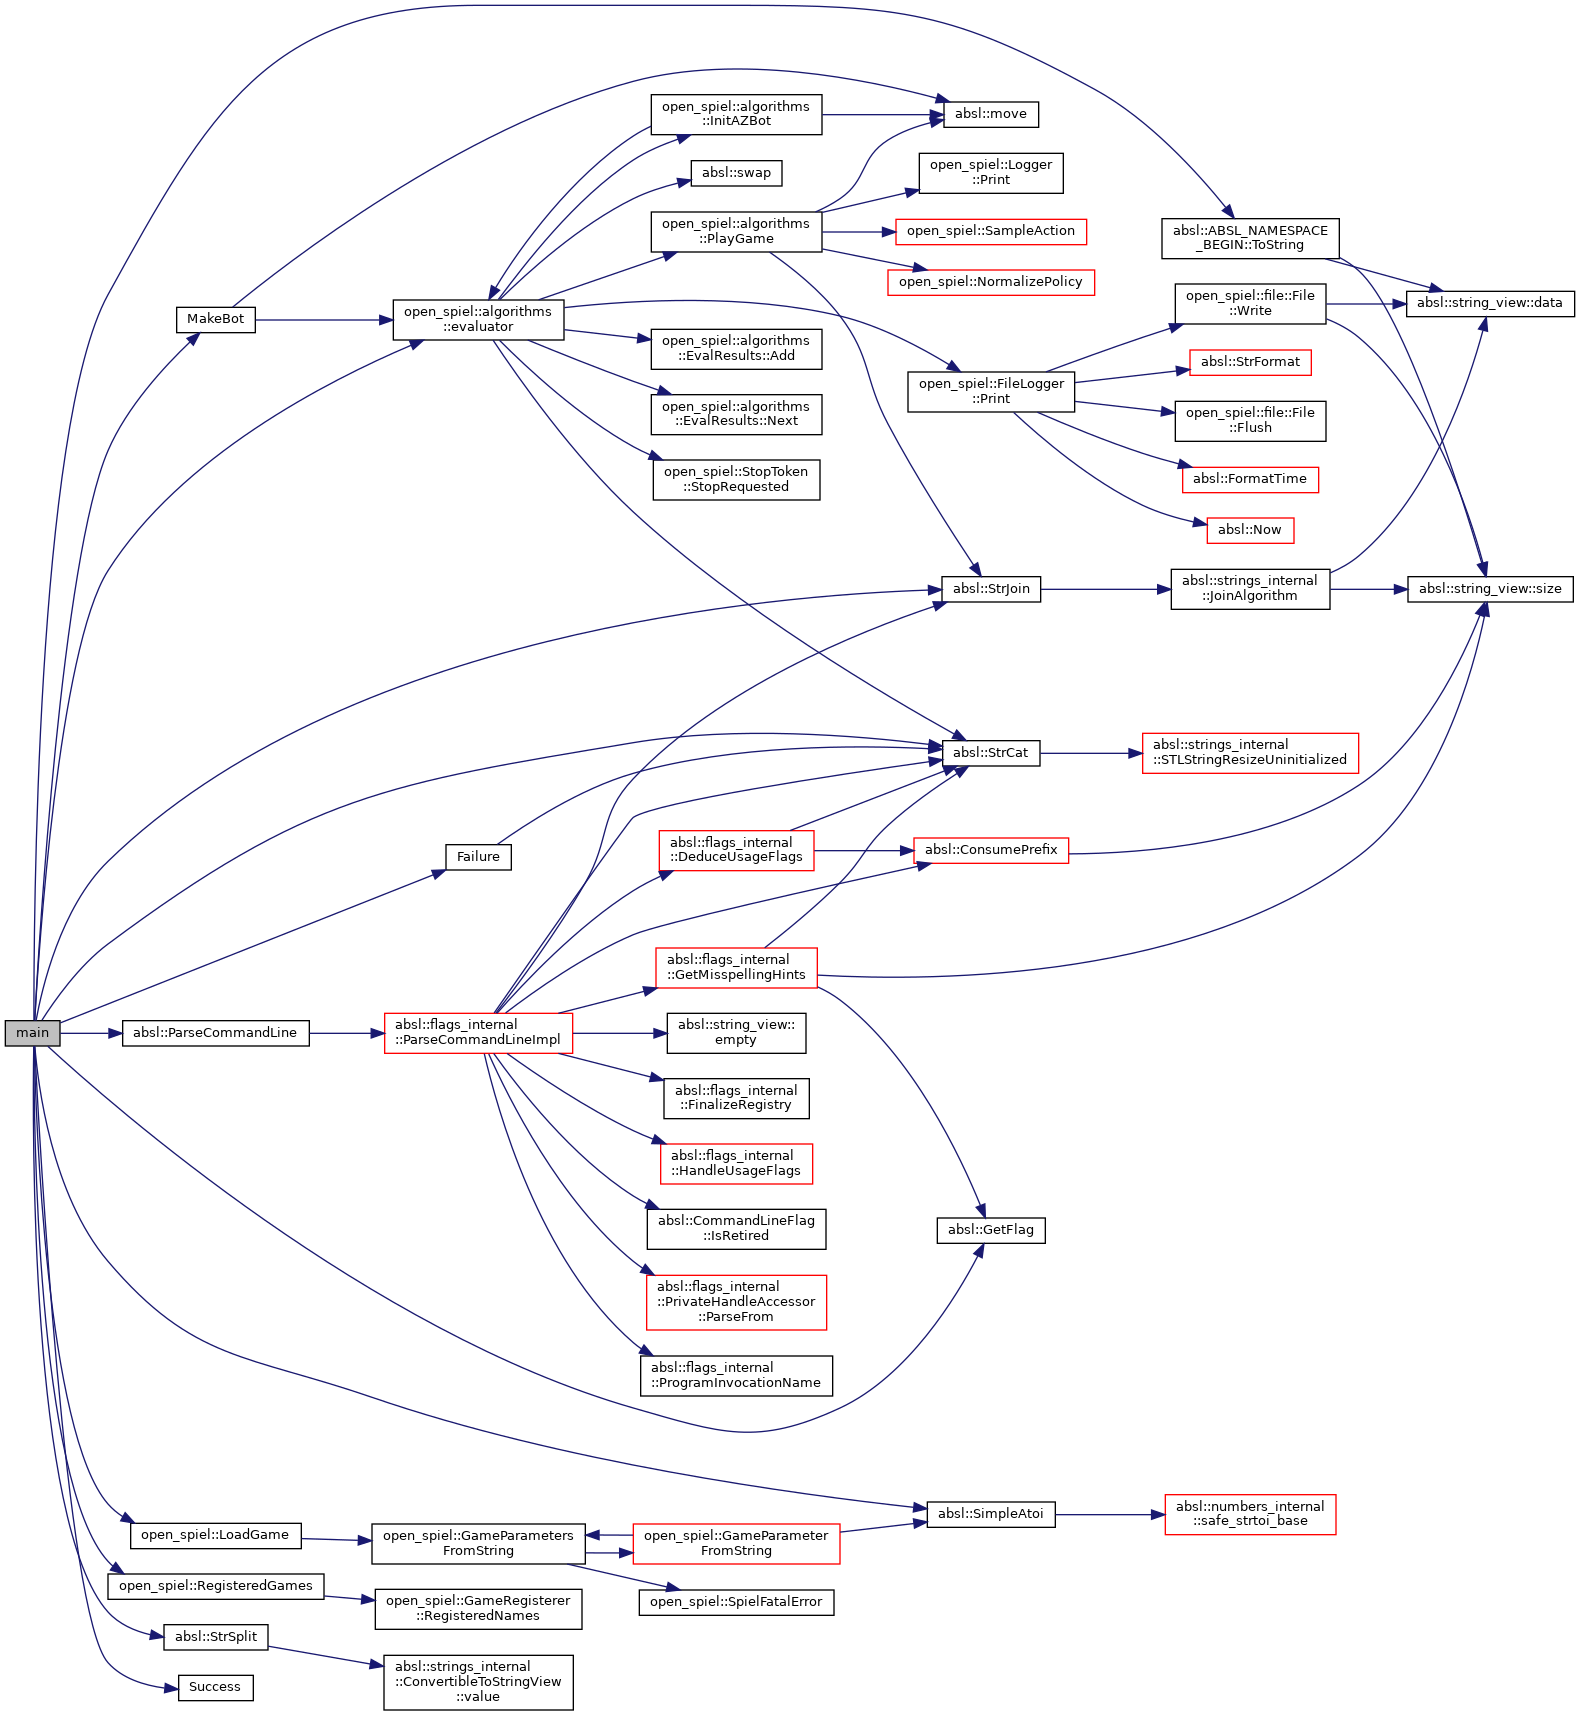 open_spiel::algorithms
::InitAZBot
absl::move
absl::swap
open_spiel::Logger
::Print
open_spiel::algorithms
::PlayGame
open_spiel::SampleAction
absl::ABSL_NAMESPACE
_BEGIN::ToString
open_spiel::NormalizePolicy
MakeBot
open_spiel::algorithms
::evaluator
open_spiel::file::File
::Write
absl::string_view::data
open_spiel::algorithms
::EvalResults::Add
absl::StrFormat
open_spiel::FileLogger
::Print
open_spiel::algorithms
::EvalResults::Next
open_spiel::file::File
::Flush
open_spiel::StopToken
::StopRequested
absl::FormatTime
absl::Now
absl::StrJoin
absl::strings_internal
::JoinAlgorithm
absl::string_view::size
absl::StrCat
absl::strings_internal
::STLStringResizeUninitialized
Failure
absl::flags_internal
::DeduceUsageFlags
absl::ConsumePrefix
absl::flags_internal
::GetMisspellingHints
main
absl::ParseCommandLine
absl::flags_internal
::ParseCommandLineImpl
absl::string_view::
empty
absl::flags_internal
::FinalizeRegistry
absl::flags_internal
::HandleUsageFlags
absl::CommandLineFlag
::IsRetired
absl::GetFlag
absl::flags_internal
::PrivateHandleAccessor
::ParseFrom
absl::flags_internal
::ProgramInvocationName
absl::SimpleAtoi
absl::numbers_internal
::safe_strtoi_base
open_spiel::LoadGame
open_spiel::GameParameters
FromString
open_spiel::GameParameter
FromString
open_spiel::RegisteredGames
open_spiel::GameRegisterer
::RegisteredNames
open_spiel::SpielFatalError
absl::StrSplit
absl::strings_internal
::ConvertibleToStringView
::value
Success